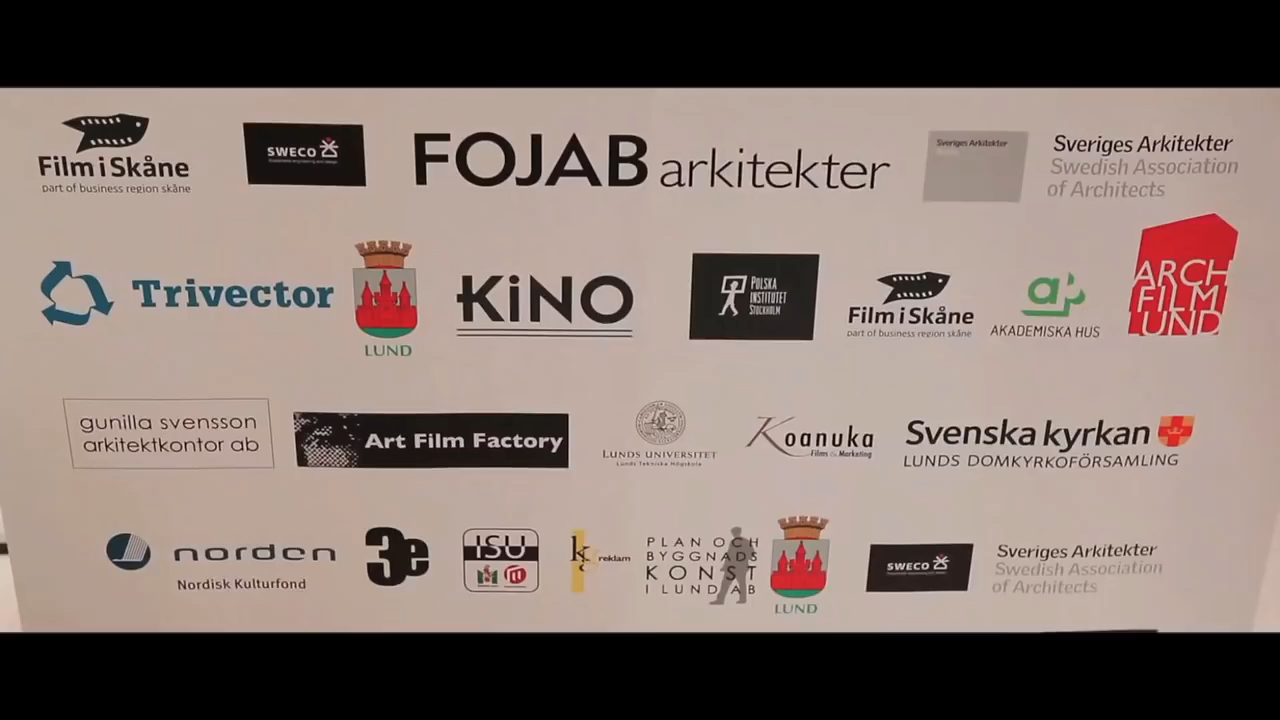 Film i Skåne
part of business region skåne
SWECO
FOJAB arkitekter
Sveriges Arkitekter
Sveriges Arkitekter
Swedish Association
of Architects
Trivector
LUND
KiNO
POLSKA
INSTITUTET
STOCKHOLM
Film i Skåne
part of business region skåne
ap
AKADEMISKA HUS
ARCH
FILM
LUND
gunilla svensson
arkitektkontor ab
Art Film Factory
LUNDS UNIVERSITET
Lunds Tekniska Högskola
Koanuka
Films & Marketing
Svenska kyrkan
LUNDS DOMKYRKOFÖRSAMLING
norden
Nordisk Kulturfond
3e
ISU
reklam
PLAN OCH
BYGGNADS
KONST
I LUND AB
LUND
SWECO
Sveriges Arkitekter
Swedish Association
of Architects